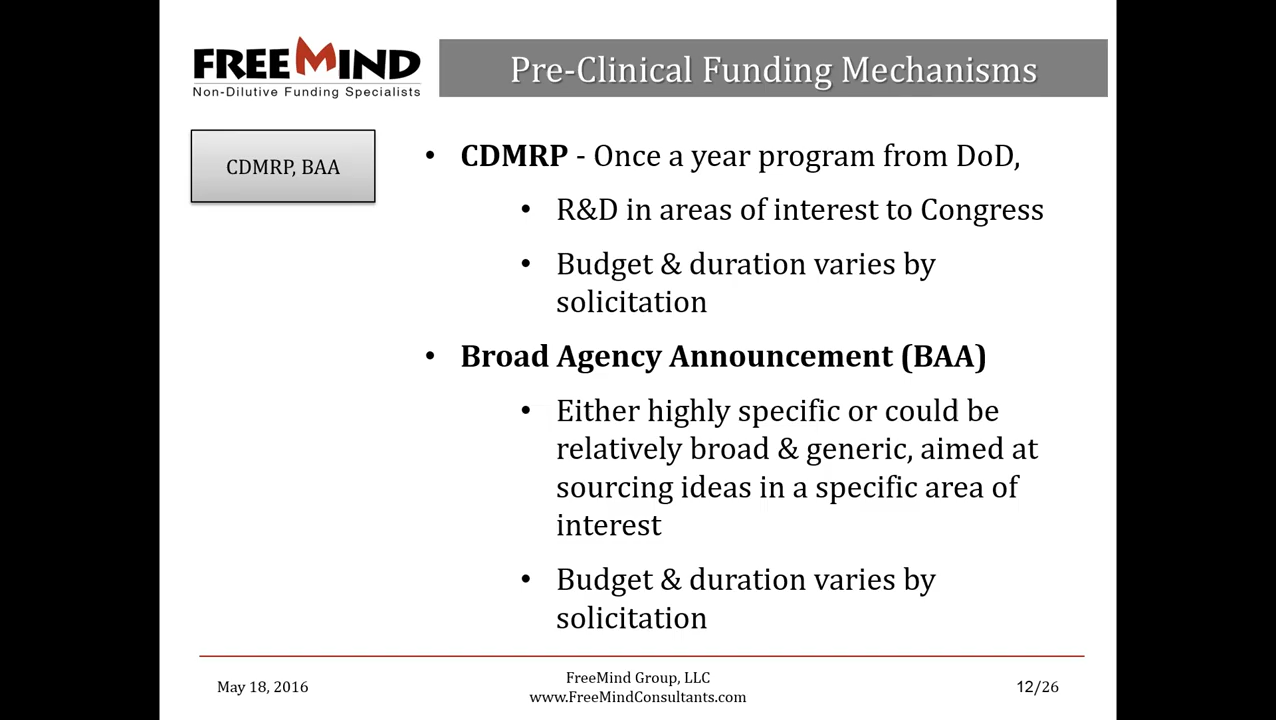 FREEMIND
Non-Dilutive Funding Specialists
Pre-Clinical Funding Mechanisms
CDMRP, BAA
• CDMRP - Once a year program from DoD,
• R&D in areas of interest to Congress
• Budget & duration varies by
solicitation
• Broad Agency Announcement (BAA)
• Either highly specific or could be
relatively broad & generic, aimed at
sourcing ideas in a specific area of
interest
• Budget & duration varies by
solicitation
May 18, 2016
FreeMind Group, LLC
www.FreeMindConsultants.com
12/26